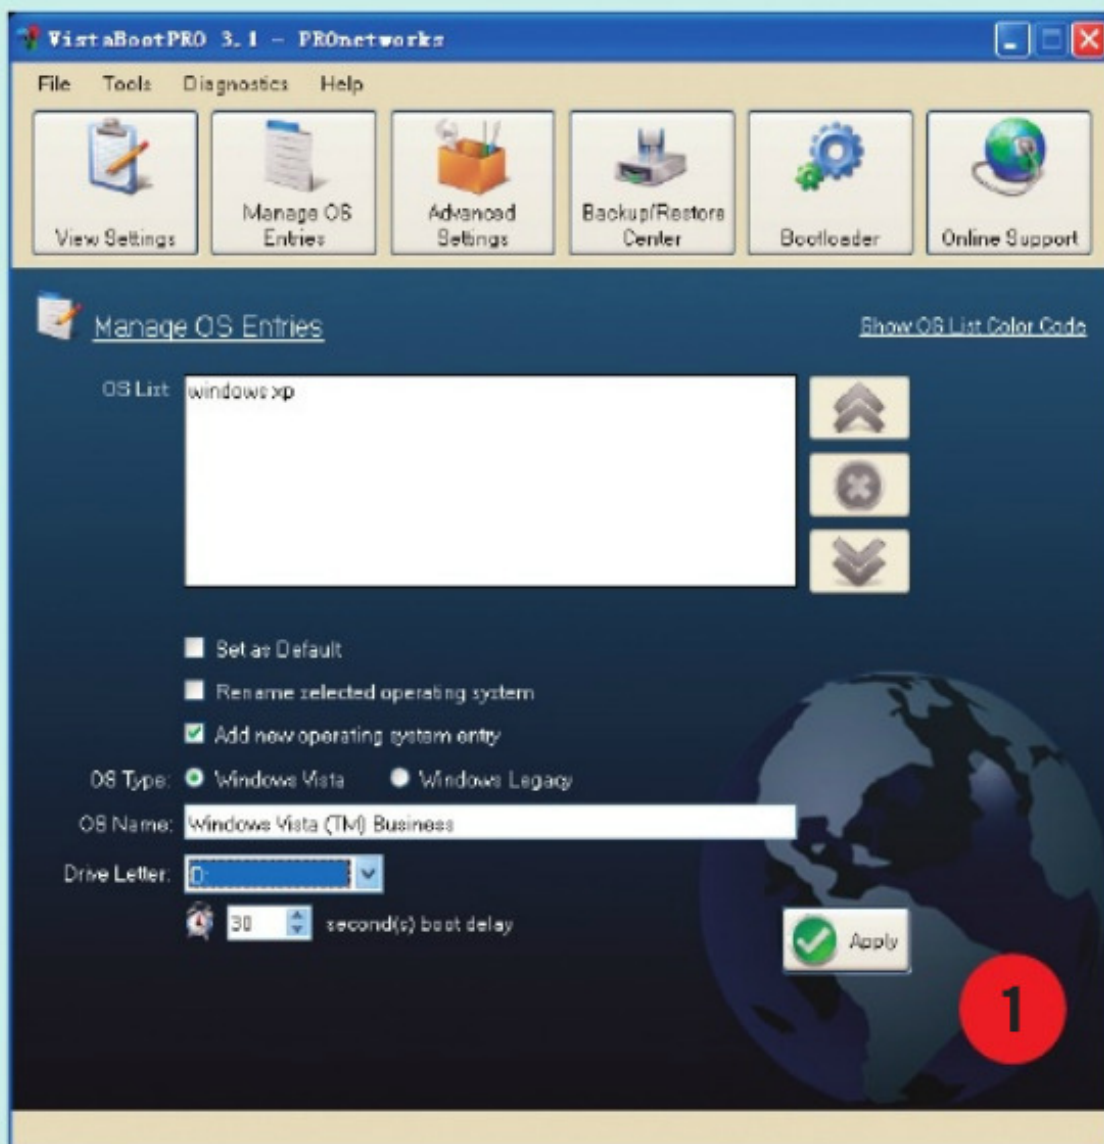 VistaBootPRO 3.1 - PROnetworks
File Tools Diagnostics Help
View Settings
Manage OS Entries
Advanced Settings
Backup/Restore Center
Bootloader
Online Support
Manage OS Entries
Show OS List Color Code
OS List
windows xp
Set as Default
Rename selected operating system
Add new operating system entry
OS Type: Windows Vista Windows Legacy
OS Name: Windows Vista (TM) Business
Drive Letter: D:
30 second(s) boot delay
Apply
1